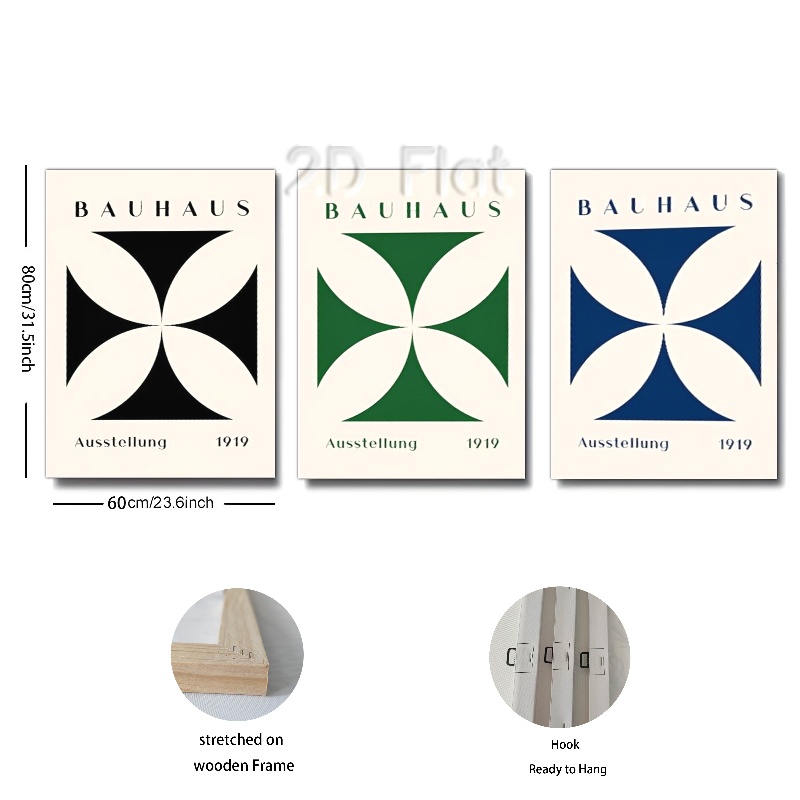 2D Flat
BAUHAUS
BAUHAUS
BAUHAUS
80cm/31.5inch
Ausstellung 1919
Ausstellung 1919
Ausstellung 1919
60cm/23.6inch
stretched on
wooden Frame
Hook
Ready to Hang